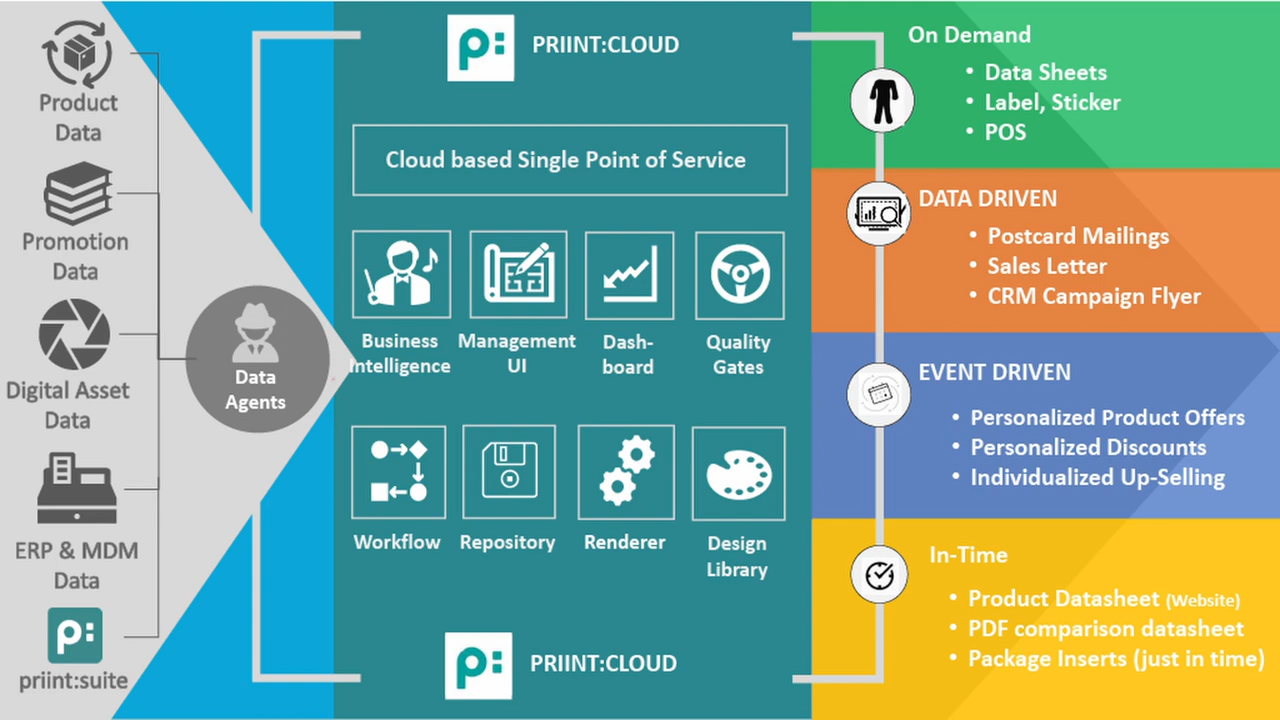 Product
Data
Promotion
Data
Digital Asset
Data
ERP & MDM
Data
p:
priint:suite
Data
Agents
p:
PRIINT:CLOUD
Cloud based Single Point of Service
Business
Intelligence
Management
UI
Dash-
board
Quality
Gates
Workflow
Repository
Renderer
Design
Library
p:
PRIINT:CLOUD
On Demand
• Data Sheets
• Label, Sticker
• POS
DATA DRIVEN
• Postcard Mailings
• Sales Letter
• CRM Campaign Flyer
EVENT DRIVEN
• Personalized Product Offers
• Personalized Discounts
• Individualized Up-Selling
In-Time
• Product Datasheet (Website)
• PDF comparison datasheet
• Package Inserts (just in time)